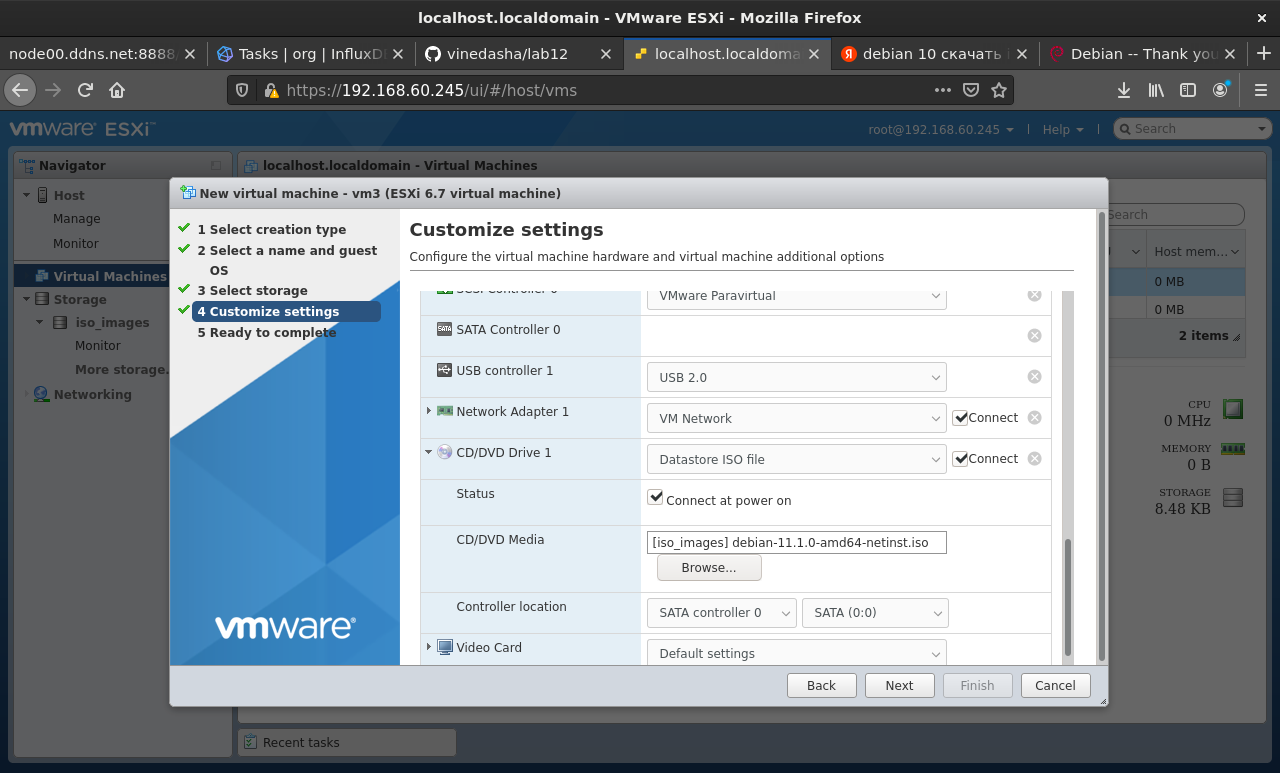 localhost.localdomain - VMware ESXi - Mozilla Firefox
node00.ddns.net:8888
Tasks | org | InfluxD
vinedasha/lab12
localhost.localdoma
debian 10 скачать
Debian -- Thank you
https://192.168.60.245/ui/#/host/vms
vmware ESXi™
root@192.168.60.245
Help
Search
Navigator
Host
Manage
Monitor
Virtual Machines
Storage
iso_images
Monitor
More storage.
Networking
localhost.localdomain - Virtual Machines
Search
Host mem...
0 MB
0 MB
2 items
CPU
0 MHz
MEMORY
0 B
STORAGE
8.48 KB
New virtual machine - vm3 (ESXi 6.7 virtual machine)
1 Select creation type
2 Select a name and guest
OS
3 Select storage
4 Customize settings
5 Ready to complete
vmware®
Customize settings
Configure the virtual machine hardware and virtual machine additional options
SCSI Controller 0
VMware Paravirtual
SATA Controller 0
USB controller 1
USB 2.0
Network Adapter 1
VM Network
Connect
CD/DVD Drive 1
Datastore ISO file
Connect
Status
Connect at power on
CD/DVD Media
[iso_images] debian-11.1.0-amd64-netinst.iso
Browse...
Controller location
SATA controller 0
SATA (0:0)
Video Card
Default settings
Back
Next
Finish
Cancel
Recent tasks